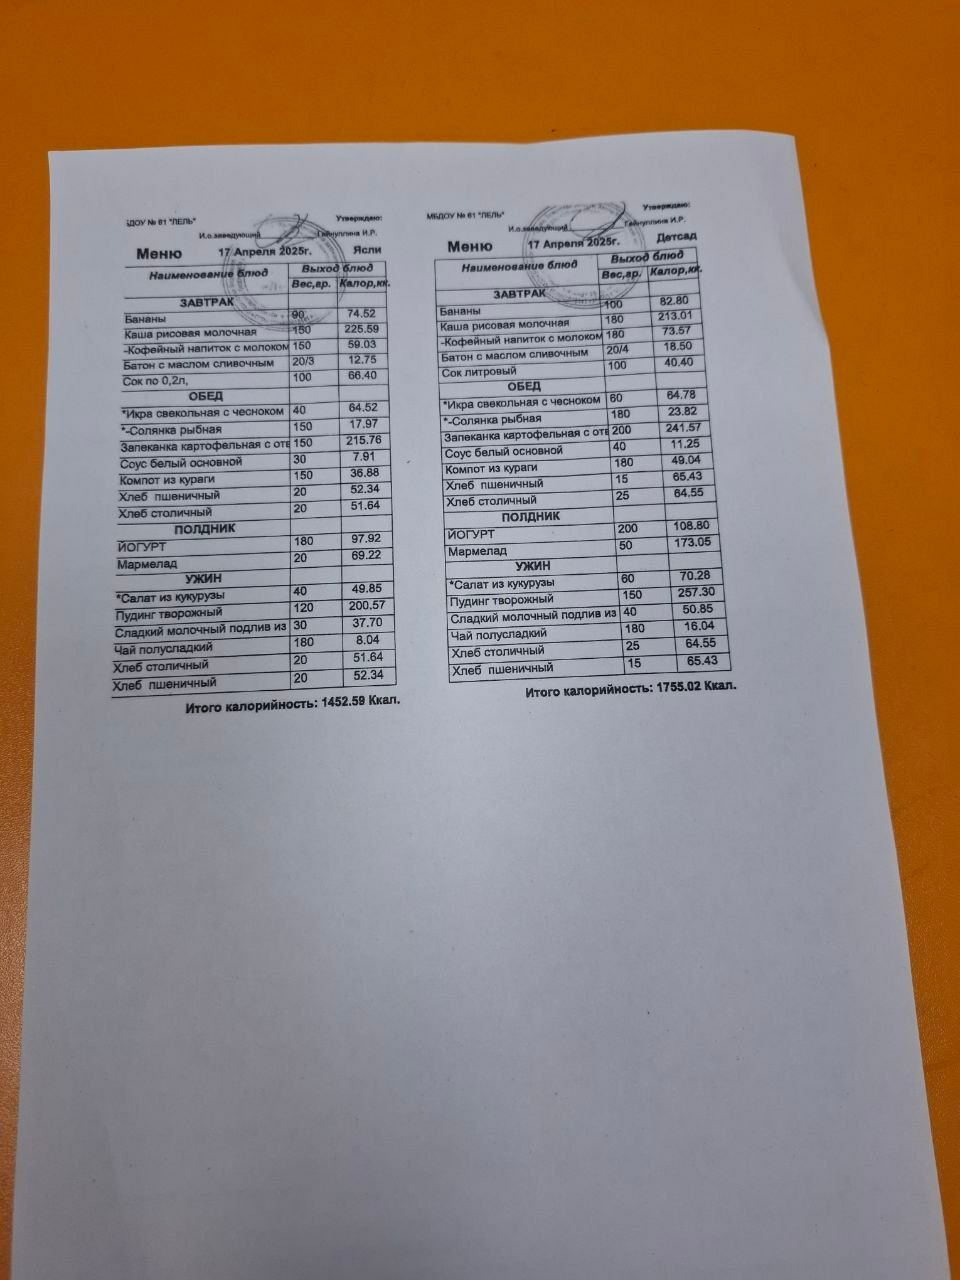 БДОУ № 61 "ЛЕЛЬ" Утверждаю:
И.о.заведующий Гайнуллина И.Р.
Меню 17 Апреля 2025г. Ясли
Наименование блюд Выход блюд
Вес,гр. Калор,кк.
ЗАВТРАК
Бананы 90 74.52
Каша рисовая молочная 150 225.59
-Кофейный напиток с молоком 150 59.03
Батон с маслом сливочным 20/3 12.75
Сок по 0,2л, 100 66.40
ОБЕД
*Икра свекольная с чесноком 40 64.52
*-Солянка рыбная 150 17.97
Запеканка картофельная с отв 150 215.76
Соус белый основной 30 7.91
Компот из кураги 150 36.88
Хлеб пшеничный 20 52.34
Хлеб столичный 20 51.64
ПОЛДНИК
ЙОГУРТ 180 97.92
Мармелад 20 69.22
УЖИН
*Салат из кукурузы 40 49.85
Пудинг творожный 120 200.57
Сладкий молочный подлив из 30 37.70
Чай полусладкий 180 8.04
Хлеб столичный 20 51.64
Хлеб пшеничный 20 52.34
Итого калорийность: 1452.59 Ккал.
МБДОУ № 61 "ЛЕЛЬ" Утверждаю:
И.о.заведующий Гайнуллина И.Р.
Меню 17 Апреля 2025г. Детсад
Наименование блюд Выход блюд
Вес,гр. Калор,кк.
ЗАВТРАК
Бананы 100 82.80
Каша рисовая молочная 180 213.01
-Кофейный напиток с молоком 180 73.57
Батон с маслом сливочным 20/4 18.50
Сок литровый 100 40.40
ОБЕД
*Икра свекольная с чесноком 60 64.78
*-Солянка рыбная 180 23.82
Запеканка картофельная с отв 200 241.57
Соус белый основной 40 11.25
Компот из кураги 180 49.04
Хлеб пшеничный 15 65.43
Хлеб столичный 25 64.55
ПОЛДНИК
ЙОГУРТ 200 108.80
Мармелад 50 173.05
УЖИН
*Салат из кукурузы 60 70.28
Пудинг творожный 150 257.30
Сладкий молочный подлив из 40 50.85
Чай полусладкий 180 16.04
Хлеб столичный 25 64.55
Хлеб пшеничный 15 65.43
Итого калорийность: 1755.02 Ккал.